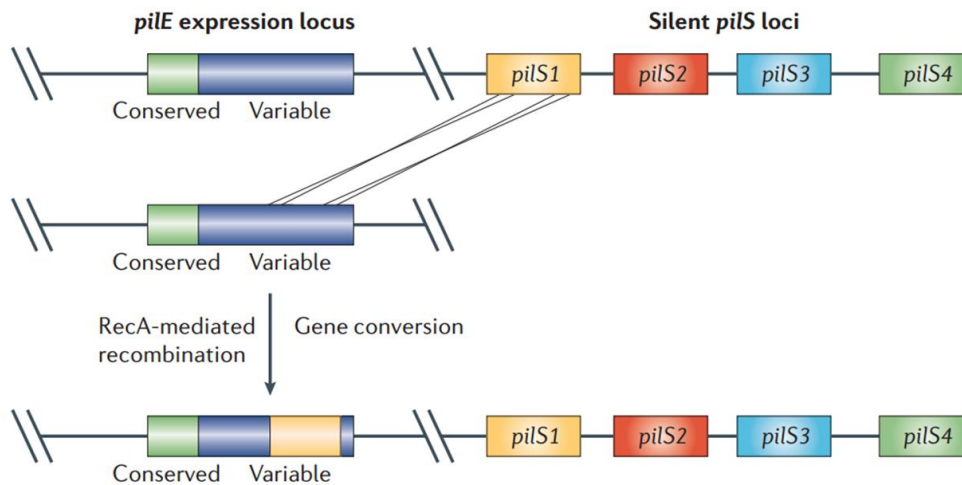 pilE expression locus
Silent pilS loci
pilS1
pilS2
pilS3
pilS4
Conserved
Variable
Conserved
Variable
RecA-mediated
recombination
Gene conversion
pilS1
pilS2
pilS3
pilS4
Conserved
Variable